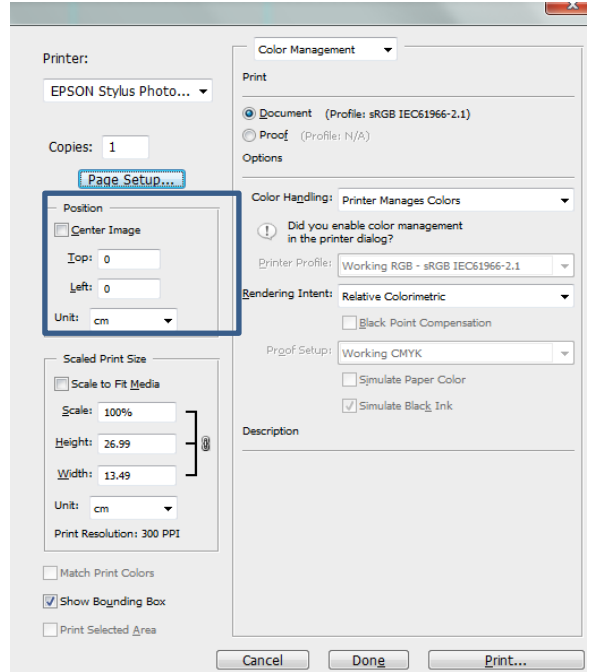 Printer:
EPSON Stylus Photo...
Copies: 1
Page Setup...
Position
Center Image
Top: 0
Left: 0
Unit: cm
Scaled Print Size
Scale to Fit Media
Scale: 100%
Height: 26.99
Width: 13.49
Unit: cm
Print Resolution: 300 PPI
Match Print Colors
Show Bounding Box
Print Selected Area
Color Management
Print
Document (Profile: sRGB IEC61966-2.1)
Proof (Profile: N/A)
Options
Color Handling: Printer Manages Colors
Did you enable color management
in the printer dialog?
Printer Profile: Working RGB - sRGB IEC61966-2.1
Rendering Intent: Relative Colorimetric
Black Point Compensation
Proof Setup: Working CMYK
Simulate Paper Color
Simulate Black Ink
Description
Cancel Done Print...